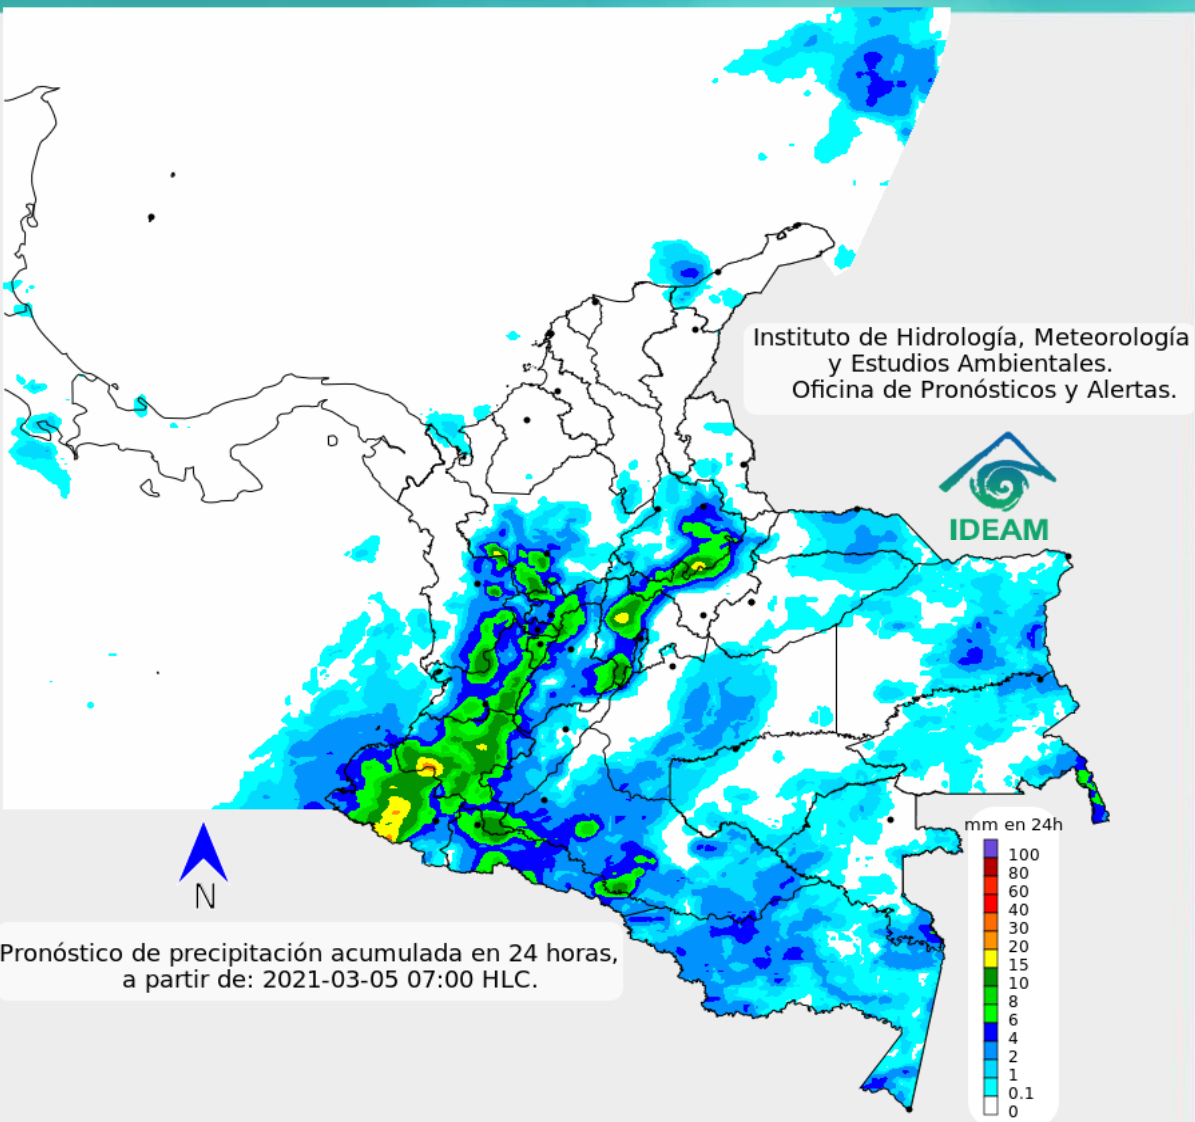 Instituto de Hidrología, Meteorología
y Estudios Ambientales.
Oficina de Pronósticos y Alertas.
IDEAM
mm en 24h
100
80
60
40
30
20
15
10
8
6
4
2
1
0.1
0
N
Pronóstico de precipitación acumulada en 24 horas,
a partir de: 2021-03-05 07:00 HLC.